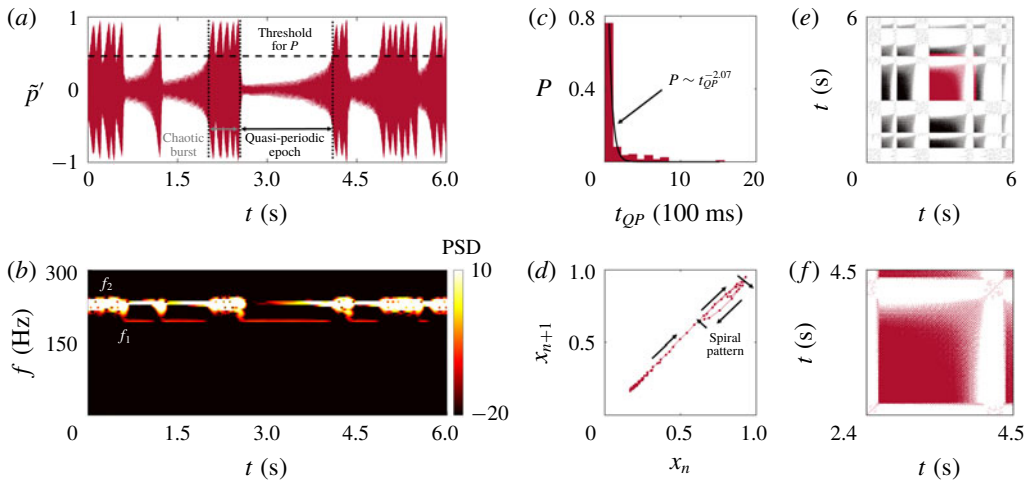 (a)
1
Threshold
for P
p̃′
0
Chaotic
burst
Quasi-periodic
epoch
−1
0
1.5
3.0
4.5
6.0
t (s)
(b)
PSD
300
10
f2
f (Hz)
150
f1
0
−20
0
1.5
3.0
4.5
6.0
t (s)
(c)
0.8
P
P ∼ t_QP^−2.07
0.4
0
0
10
20
t_QP (100 ms)
(d)
1.0
x_n+1
0.5
Spiral
pattern
0
0.5
1.0
x_n
(e)
6
t (s)
0
6
t (s)
(f)
4.5
t (s)
2.4
4.5
t (s)